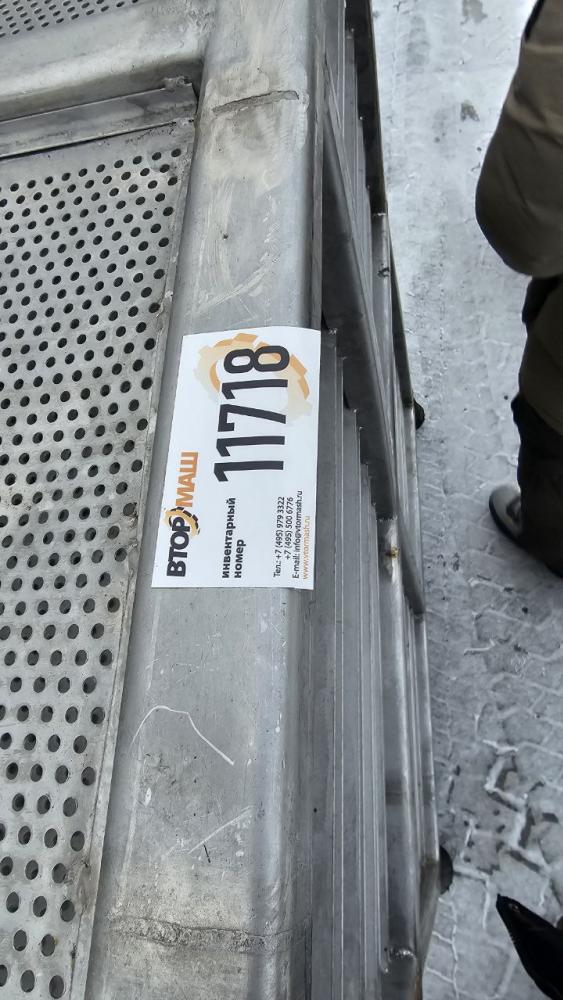 ВТОРМАШ
инвентарный
номер
11718
Тел.: +7 (495) 979 3322
+7 (495) 500 6776
E-mail: info@vtormash.ru
www.vtormash.ru